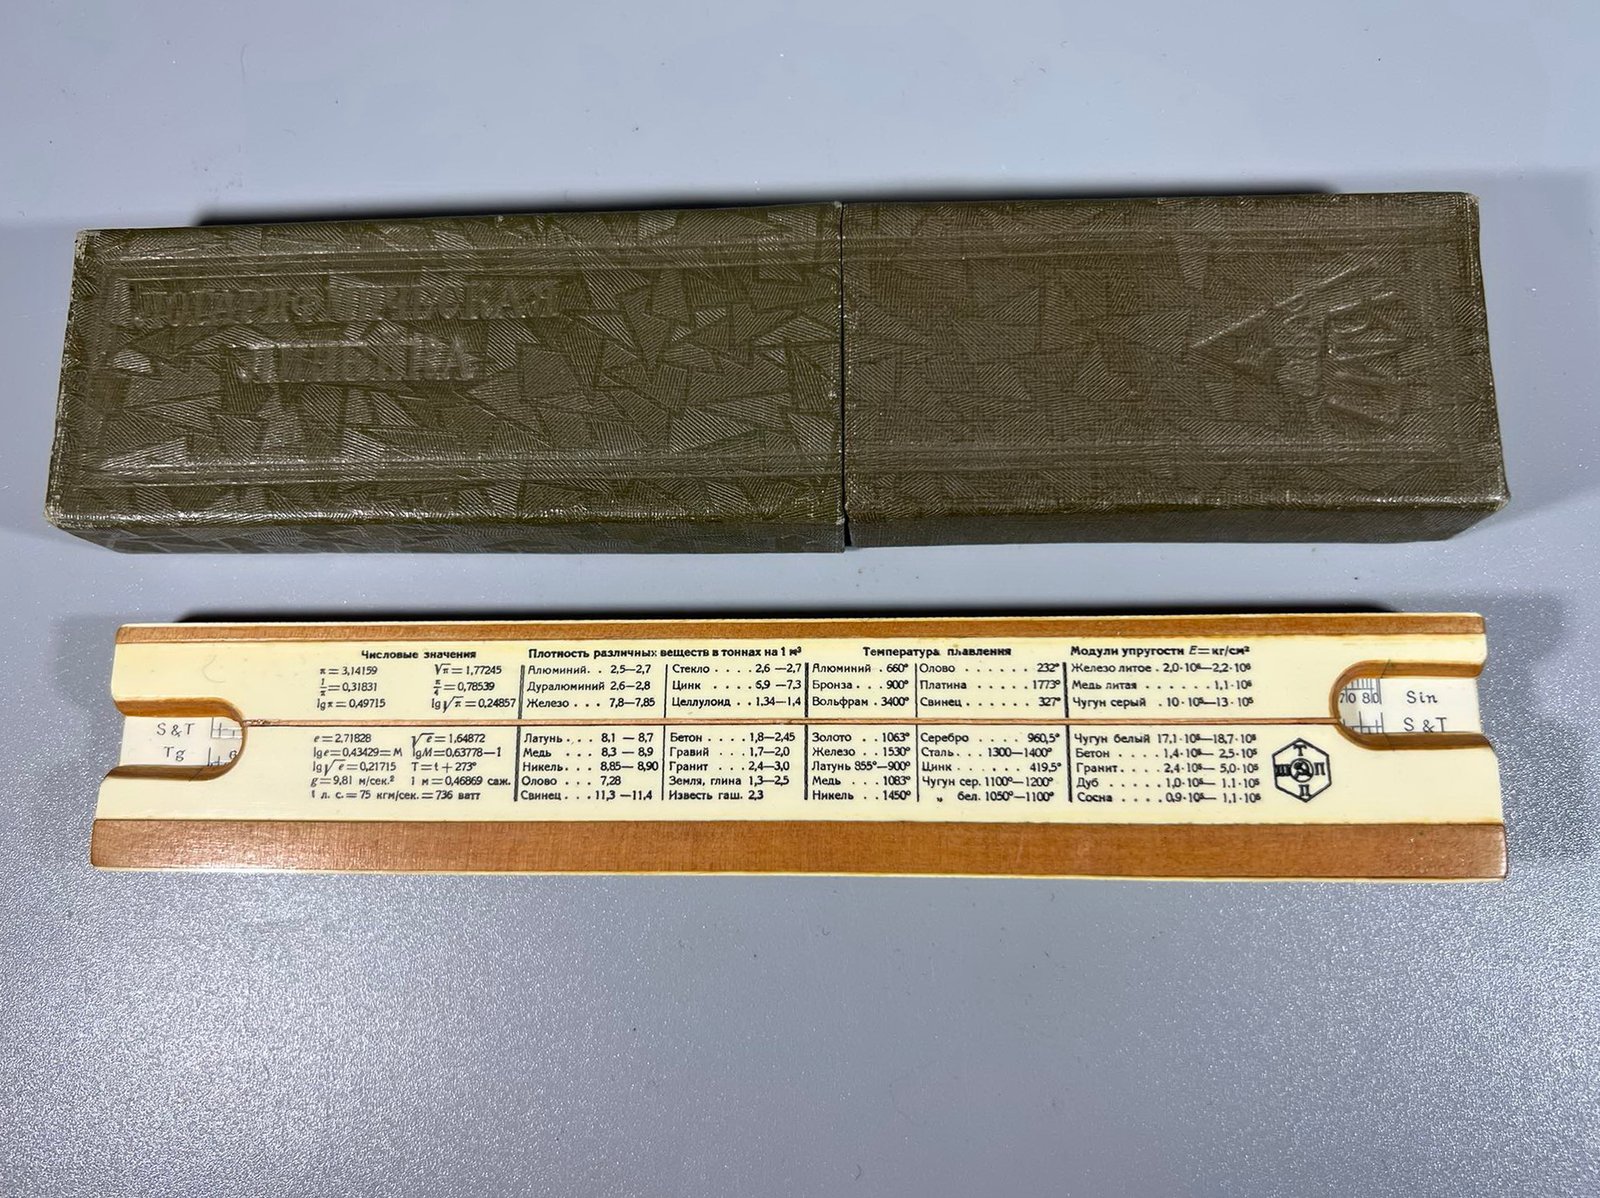 ЛОГАРИФМИЧЕСКАЯ
ЛИНЕЙКА
Числовые значения
π = 3,14159 √π = 1,77245
1/π = 0,31831 π/4 = 0,78539
lg π = 0,49715 lg√π = 0,24857
e = 2,71828 √e = 1,64872
lg e = 0,43429 = M lgM = 0,63778—1
lg√e = 0,21715 T = t + 273°
g = 9,81 м/сек.² 1 м = 0,46869 саж.
1 л. с. = 75 кгм/сек. = 736 ватт
Плотность различных веществ в тоннах на 1 м³
Алюминий . . 2,5—2,7 Стекло . . . . 2,6 —2,7
Дуралюминий 2,6—2,8 Цинк . . . . 6,9 —7,3
Железо . . . 7,8—7,85 Целлулоид . . 1,34—1,4
Латунь . . . 8,1 — 8,7 Бетон . . . . 1,8—2,45
Медь . . . 8,3 — 8,9 Гравий . . . 1,7—2,0
Никель . . . 8,85 — 8,90 Гранит . . . 2,4—3,0
Олово . . . 7,28 Земля, глина 1,3—2,5
Свинец . . . 11,3 —11,4 Известь гаш. 2,3
Температура плавления
Алюминий . 660° Олово . . . . . 232°
Бронза . . . 900° Платина . . . . . . 1773°
Вольфрам . 3400° Свинец . . . . . . 327°
Золото . . . 1063° Серебро . . . . 960,5°
Железо . . 1530° Сталь . . . 1300—1400°
Латунь 855°—900° Цинк . . . . . . 419.5°
Медь . . . . 1083° Чугун сер. 1100°—1200°
Никель . . 1450° „ бел. 1050°—1100°
Модули упругости E = кг/см²
Железо литое . 2,0·10⁶—2,2·10⁶
Медь литая . . . . . . 1,1·10⁶
Чугун серый . 10·10⁵—13·10⁵
Чугун белый 17,1·10⁵—18,7·10⁵
Бетон . . . . 1,4·10⁵— 2,5·10⁵
Гранит . . . . 2,4·10⁵— 5,0·10⁵
Дуб . . . . . 1,0·10⁵— 1.1·10⁵
Сосна . . . . 0.9·10⁵— 1,1·10⁵
S & T
Tg
6
70 80
Sin
S & T
Т
Ш П
П